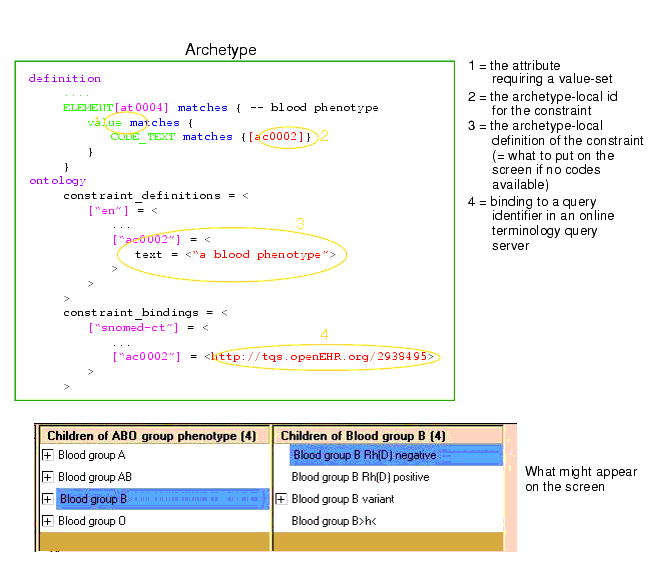 Archetype
definition
....
ELEMENT[at0004] matches { -- blood phenotype
value matches {
1
CODE_TEXT matches {[ac0002]}
2
}
}
ontology
constraint_definitions = <
["en"] = <
...
3
["ac0002"] = <
text = <"a blood phenotype">
>
>
>
constraint_bindings = <
["snomed-ct"] = <
...
4
["ac0002"] = <http://tqs.openEHR.org/2938495>
>
>
1 = the attribute
requiring a value-set
2 = the archetype-local id
for the constraint
3 = the archetype-local
definition of the constraint
(= what to put on the
screen if no codes
available)
4 = binding to a query
identifier in an online
terminology query
server
Children of ABO group phenotype (4)
Blood group A
Blood group AB
Blood group B
Blood group O
Children of Blood group B (4)
Blood group B Rh(D) negative
Blood group B Rh(D) positive
Blood group B variant
Blood group B>h<
What might appear
on the screen